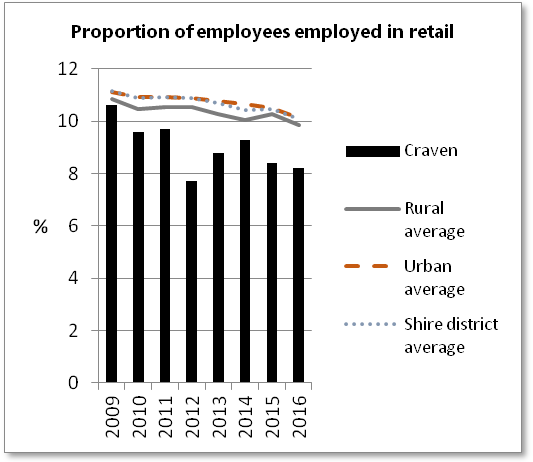 Proportion of employees employed in retail
12
10
8
6
4
2
0
%
2009
2010
2011
2012
2013
2014
2015
2016
Craven
Rural
average
Urban
average
Shire district
average